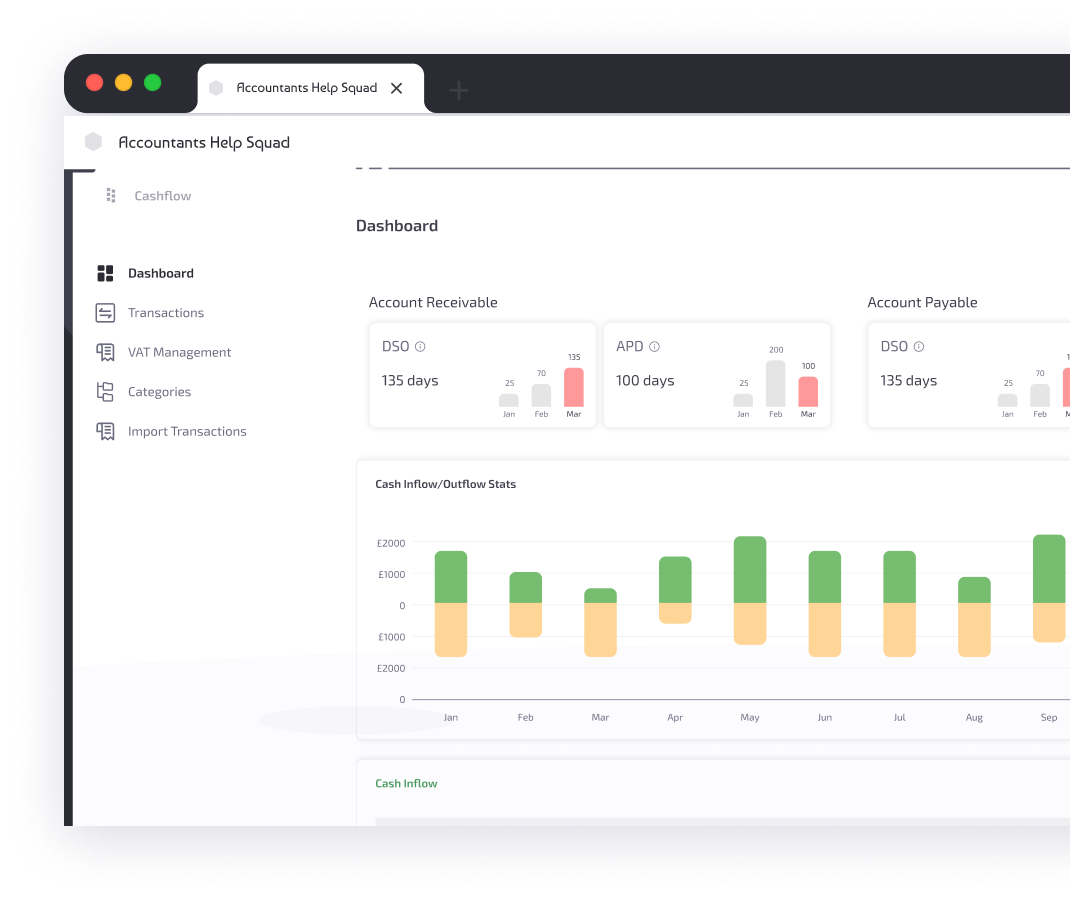 Accountants Help Squad
Accountants Help Squad
Cashflow
Dashboard
Dashboard
Transactions
VAT Management
Categories
Import Transactions
Account Receivable
Account Payable
DSO
135 days
25
70
135
Jan
Feb
Mar
APD
100 days
25
200
100
Jan
Feb
Mar
DSO
135 days
25
70
Jan
Feb
Cash Inflow/Outflow Stats
£2000
£1000
0
£1000
£2000
0
Jan Feb Mar Apr May Jun Jul Aug Sep
Cash Inflow